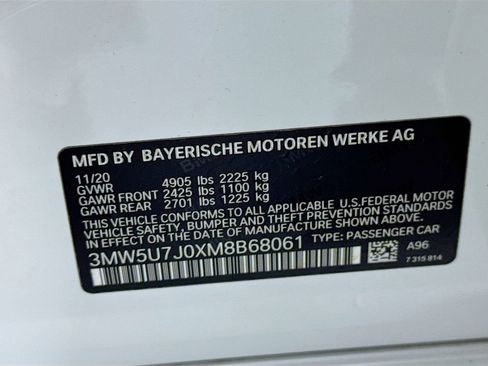 MFD BY BAYERISCHE MOTOREN WERKE AG
11/20
GVWR 4905 lbs 2225 kg
GAWR FRONT 2425 lbs 1100 kg
GAWR REAR 2701 lbs 1225 kg
THIS VEHICLE CONFORMS TO ALL APPLICABLE U.S.FEDERAL MOTOR
VEHICLE SAFETY, BUMPER, AND THEFT PREVENTION STANDARDS IN
EFFECT ON THE DATE OF MANUFACTURE SHOWN ABOVE.
3MW5U7J0XM8B68061 TYPE: PASSENGER CAR
A96
7 315 814